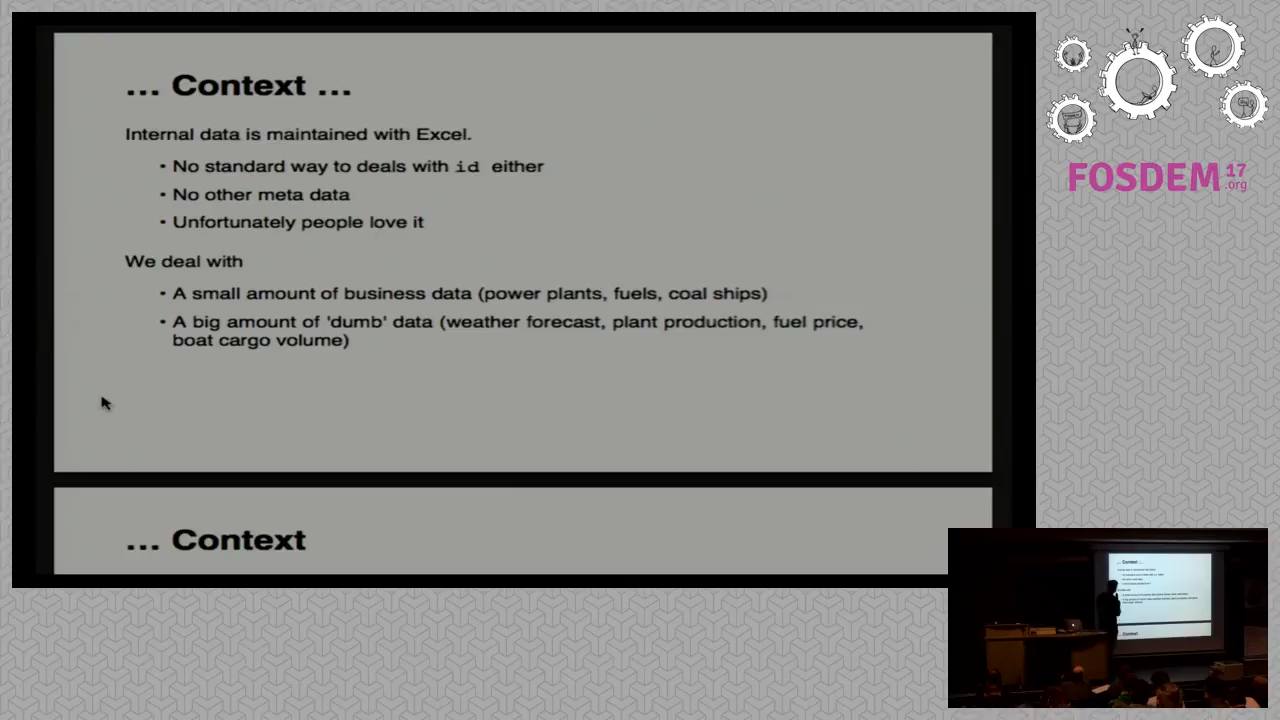 ... Context ...
Internal data is maintained with Excel.
• No standard way to deals with id either
• No other meta data
• Unfortunately people love it
We deal with
• A small amount of business data (power plants, fuels, coal ships)
• A big amount of 'dumb' data (weather forecast, plant production, fuel price,
boat cargo volume)
... Context
FOSDEM 17
.org
... Context ...
... Context